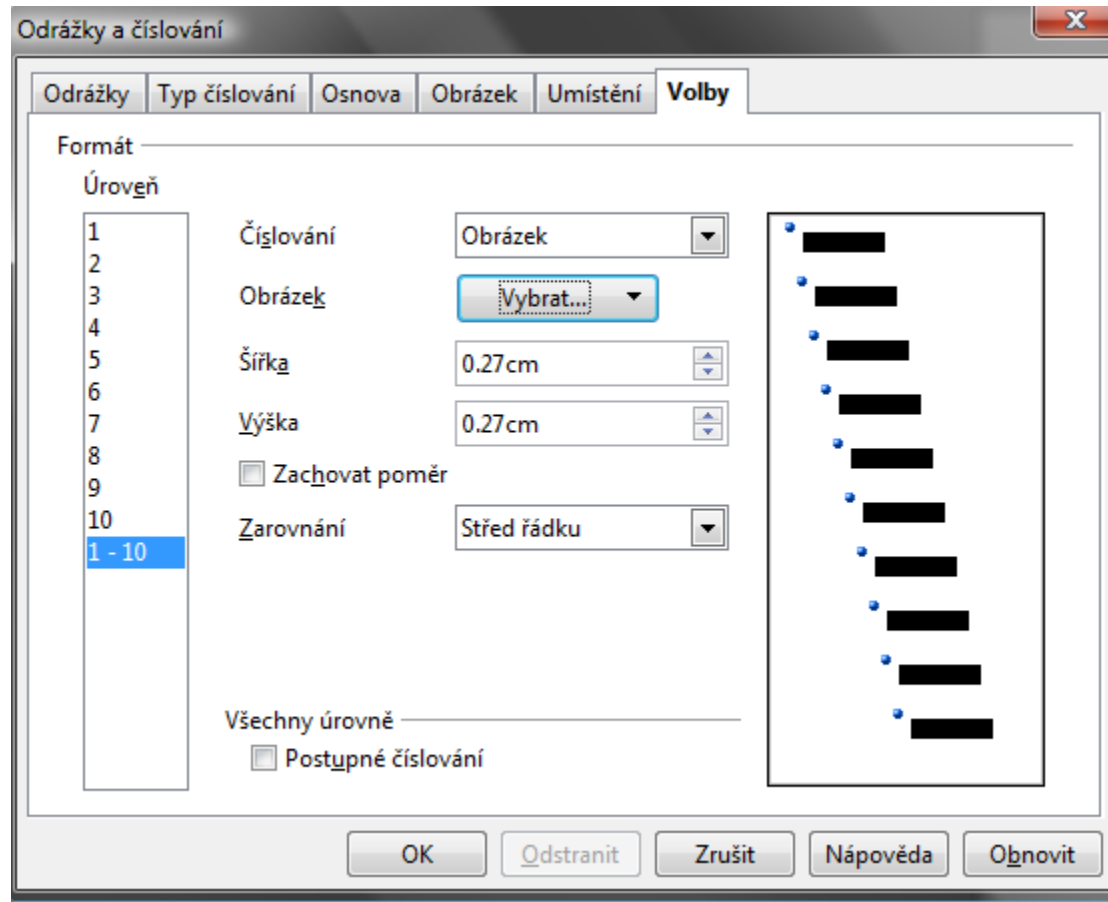 Odrážky a číslování
Odrážky Typ číslování Osnova Obrázek Umístění Volby
Formát
Úroveň
1
2
3
4
5
6
7
8
9
10
1 - 10
Číslování Obrázek
Obrázek Vybrat...
Šířka 0.27cm
Výška 0.27cm
Zachovat poměr
Zarovnání Střed řádku
Všechny úrovně
Postupné číslování
OK Odstranit Zrušit Nápověda Obnovit